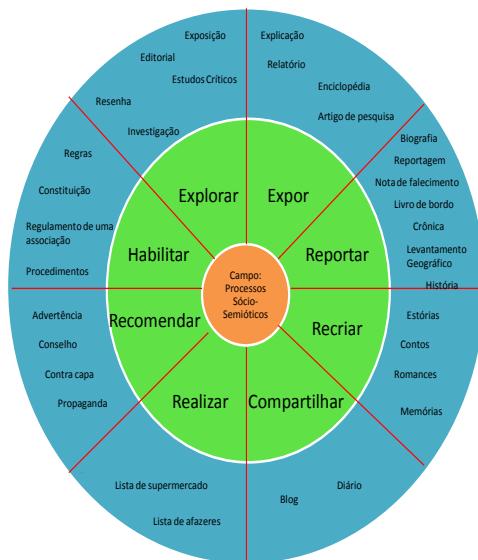 Exposição
Explicação
Editorial
Relatório
Estudos Críticos
Enciclopédia
Resenha
Artigo de pesquisa
Investigação
Biografia
Regras
Reportagem
Nota de falecimento
Constituição
Livro de bordo
Crônica
Regulamento de uma
associação
Levantamento
Geográfico
Procedimentos
História
Explorar
Expor
Habilitar
Reportar
Campo:
Processos
Sócio-
Semióticos
Recomendar
Recriar
Realizar
Compartilhar
Advertência
Estórias
Conselho
Contos
Contra capa
Romances
Propaganda
Memórias
Lista de supermercado
Diário
Blog
Lista de afazeres